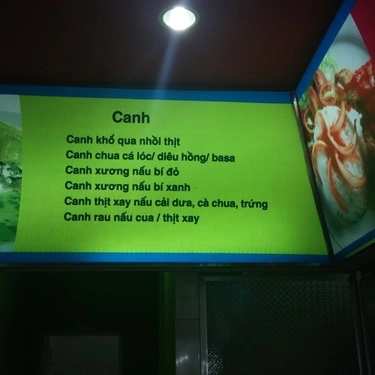 Canh
Canh khổ qua nhồi thịt
Canh chua cá lóc/ diêu hồng/ basa
Canh xương nấu bí đỏ
Canh xương nấu bí xanh
Canh thịt xay nấu cải dưa, cà chua, trứng
Canh rau nấu cua / thịt xay